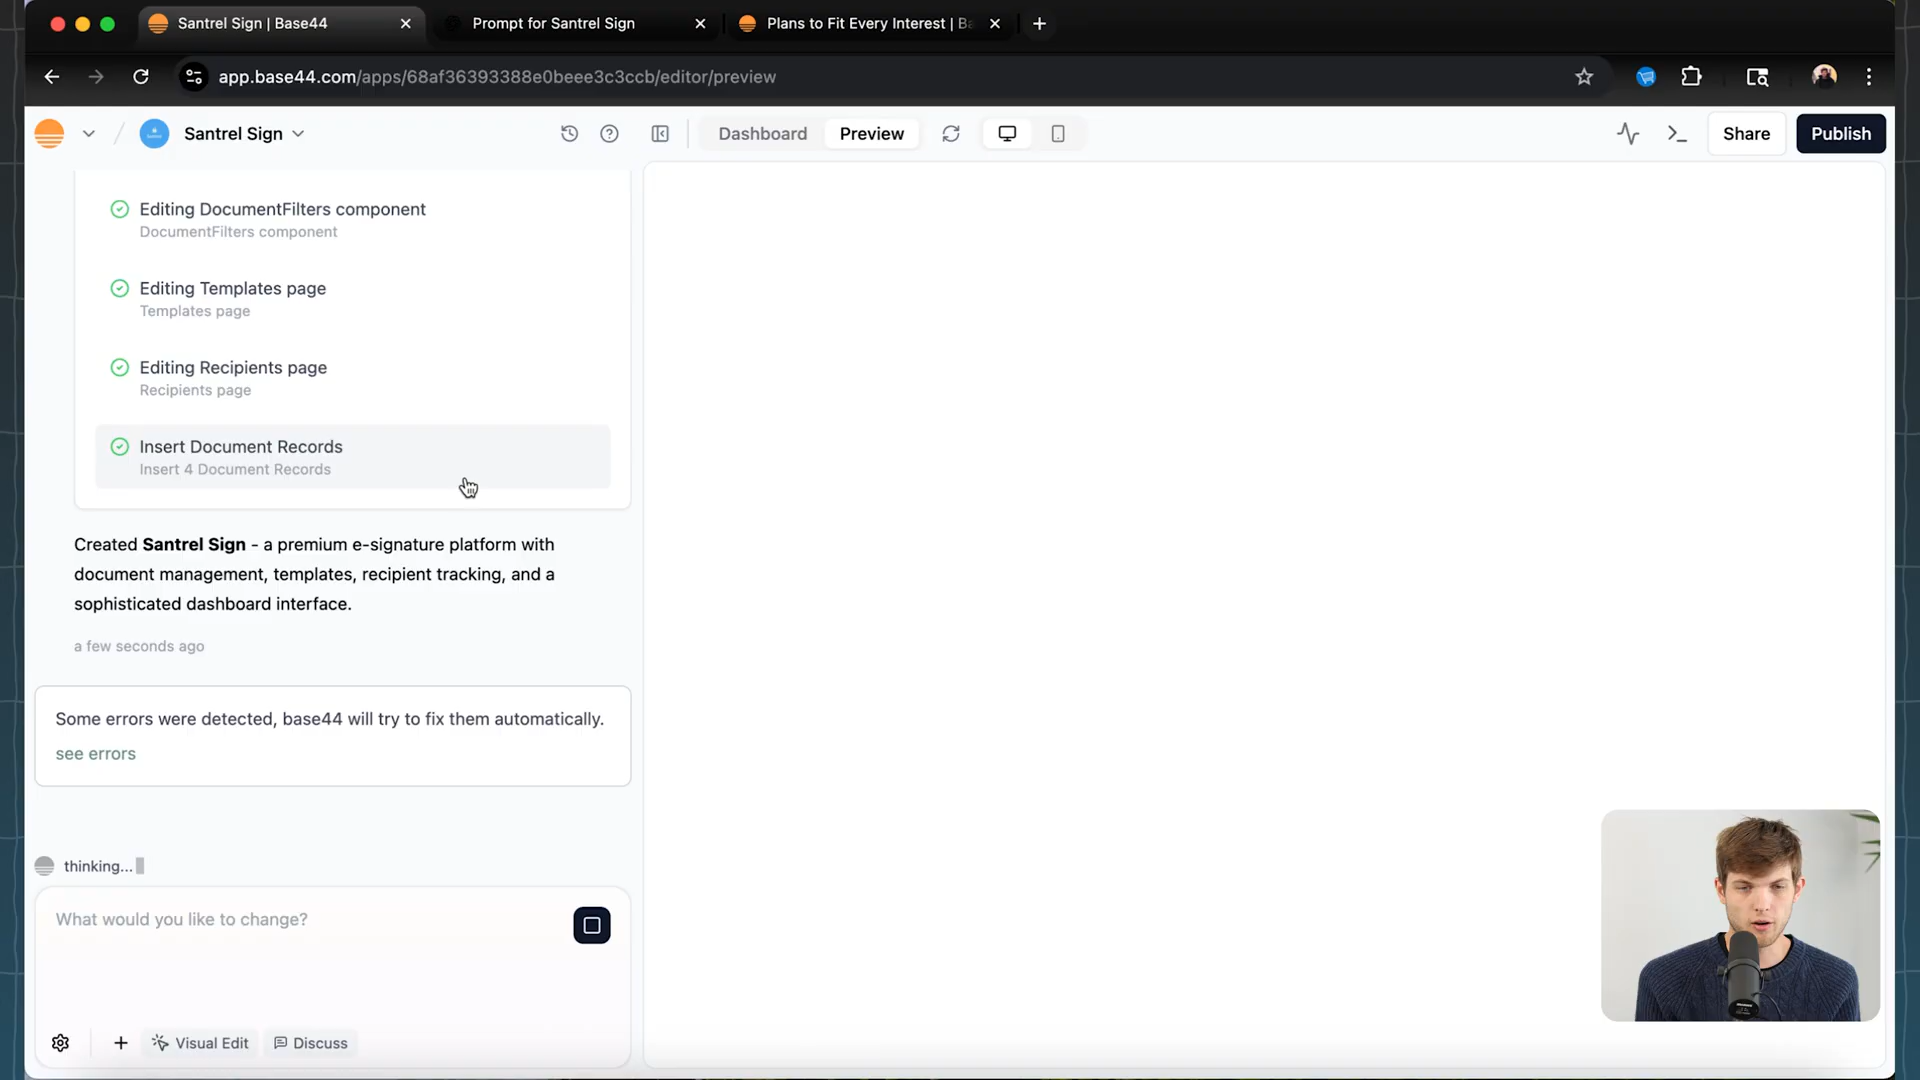 Santrel Sign | Base44
Prompt for Santrel Sign
Plans to Fit Every Interest | Ba
app.base44.com/apps/68af36393388e0beee3c3ccb/editor/preview
Santrel Sign
Dashboard
Preview
Share
Publish
Editing DocumentFilters component
DocumentFilters component
Editing Templates page
Templates page
Editing Recipients page
Recipients page
Insert Document Records
Insert 4 Document Records
Created Santrel Sign - a premium e-signature platform with
document management, templates, recipient tracking, and a
sophisticated dashboard interface.
a few seconds ago
Some errors were detected, base44 will try to fix them automatically.
see errors
thinking...
What would you like to change?
Visual Edit
Discuss